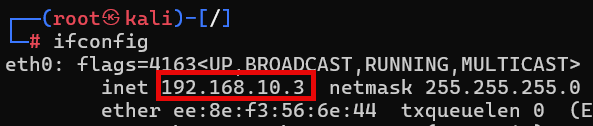 ┌──(root㉿kali)-[/]
└─# ifconfig
eth0: flags=4163<UP,BROADCAST,RUNNING,MULTICAST>
inet 192.168.10.3 netmask 255.255.255.0
ether ee:8e:f3:56:6e:44 txqueuelen 0 (E